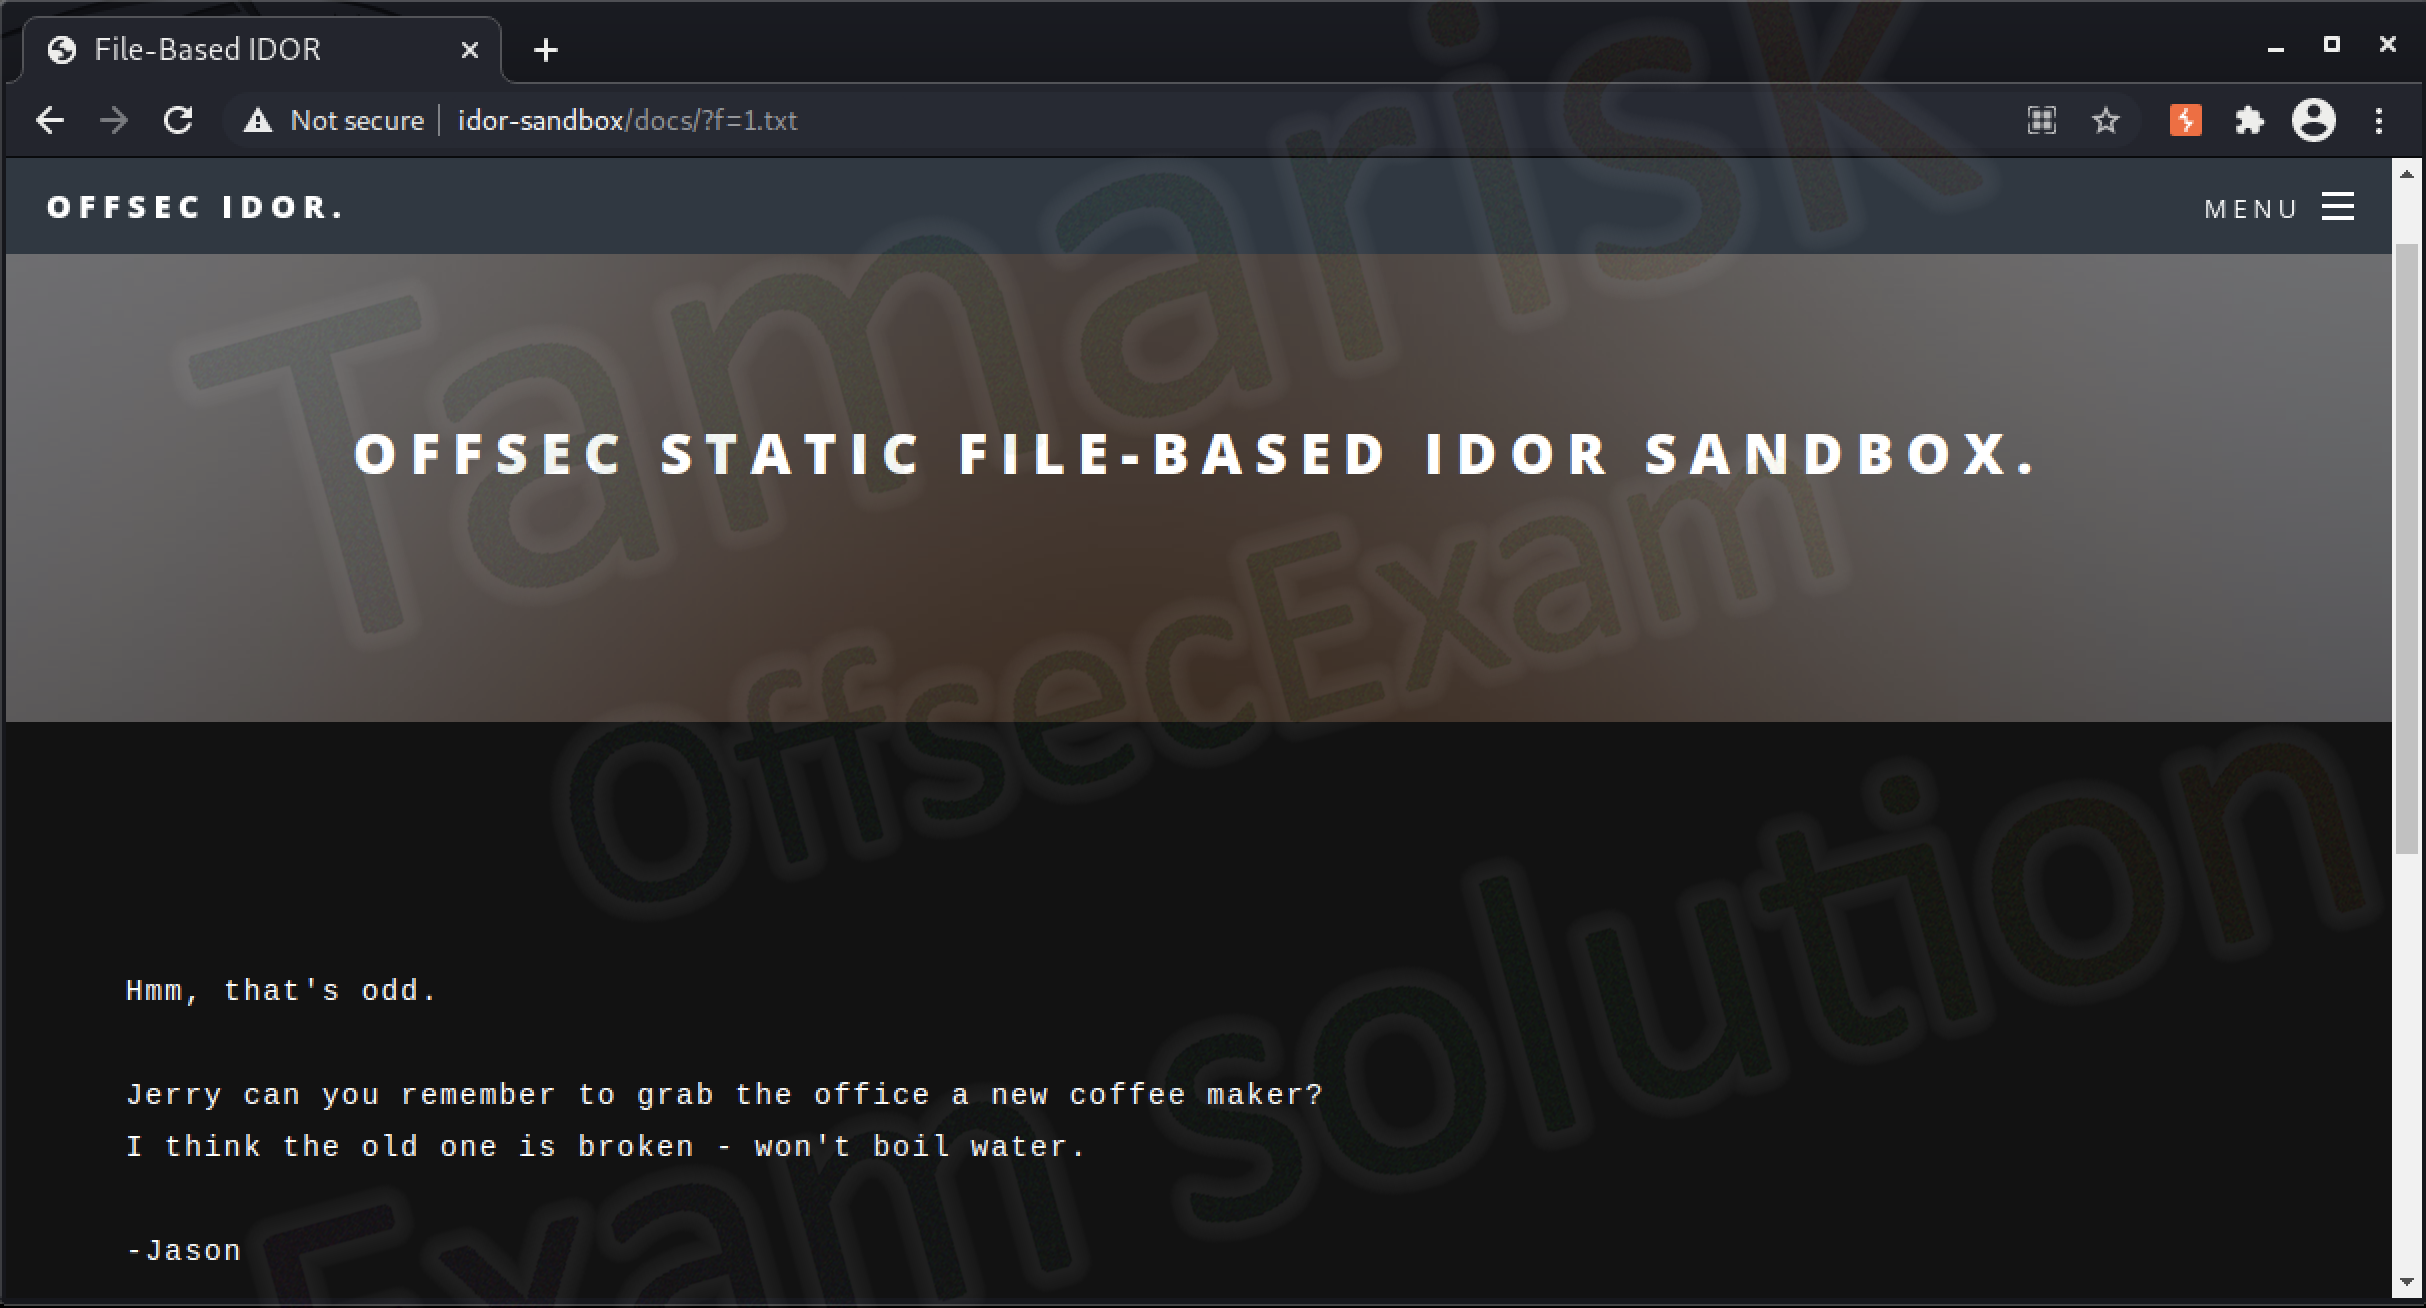 File-Based IDOR
Not secure
idor-sandbox/docs/?f=1.txt
OFFSEC IDOR.
MENU
OFFSEC STATIC FILE-BASED IDOR SANDBOX.
Hmm, that's odd.
Jerry can you remember to grab the office a new coffee maker?
I think the old one is broken - won't boil water.
-Jason
Tamarisk
OffsecExam
Exam solution